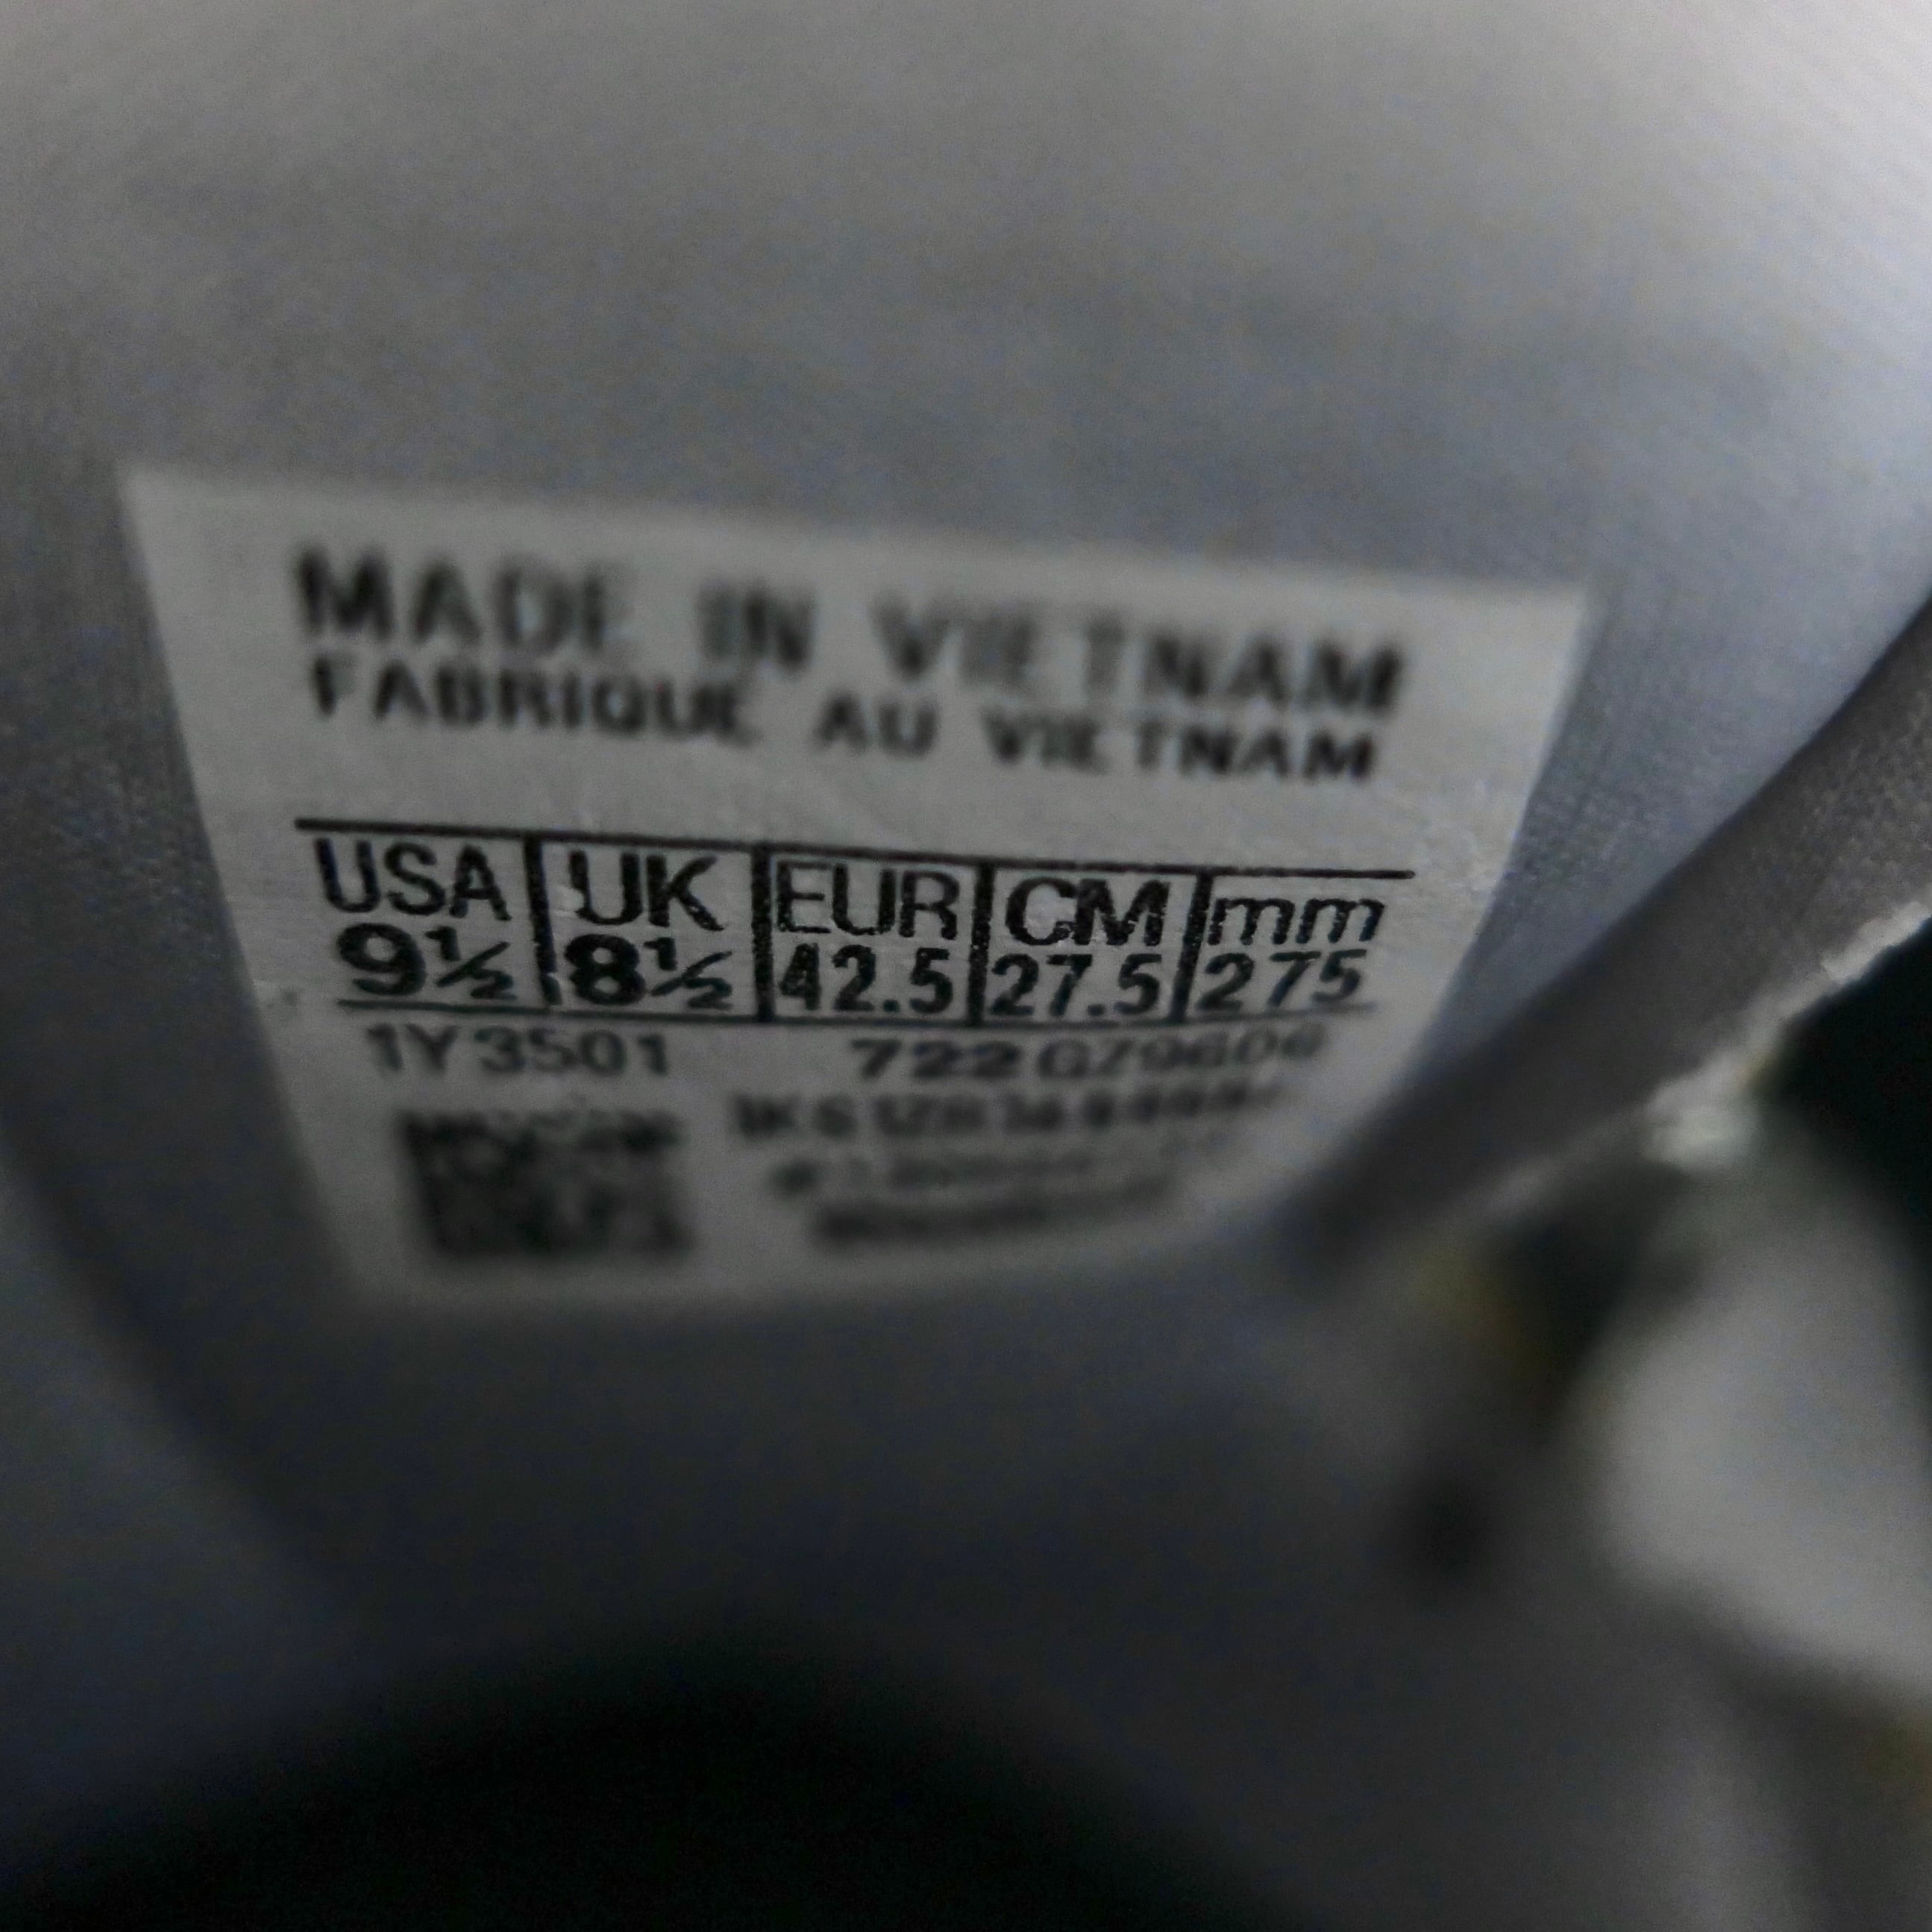 MADE IN VIETNAM
FABRIQUE AU VIETNAM
USA UK EUR CM mm
9½ 8½ 42.5 27.5 275
1Y3501 722